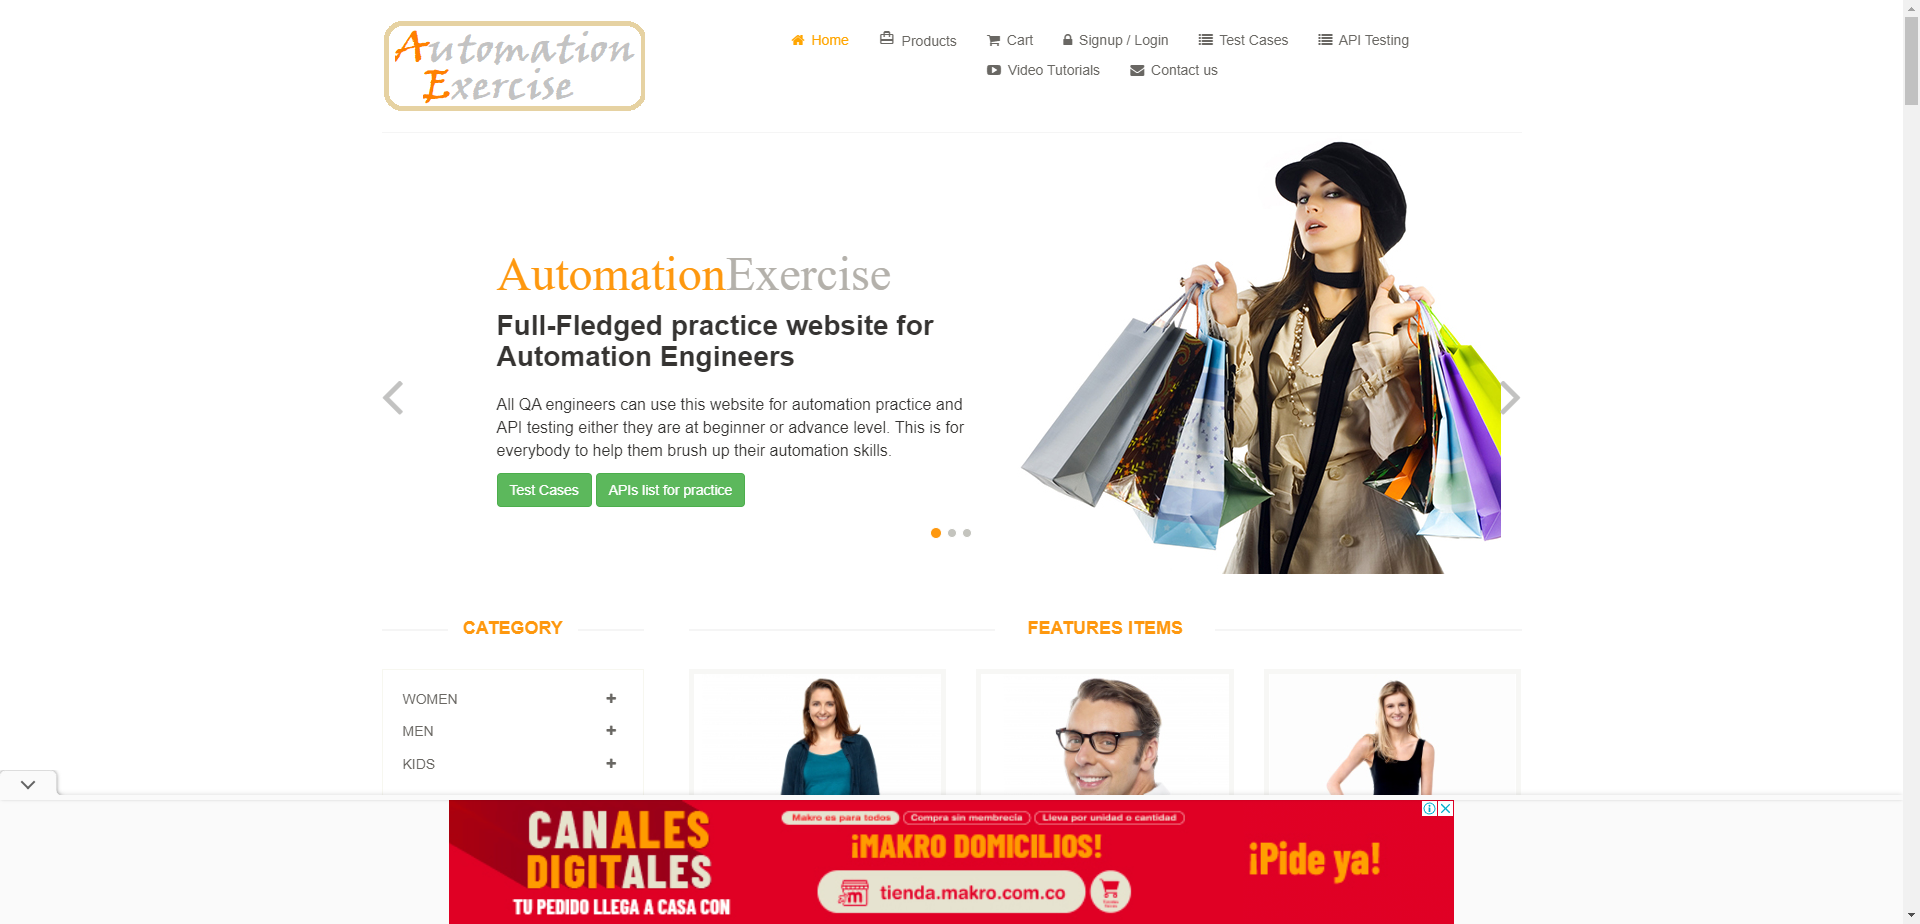 Automation
Exercise
Home
Products
Cart
Signup / Login
Test Cases
API Testing
Video Tutorials
Contact us
AutomationExercise
Full-Fledged practice website for
Automation Engineers
All QA engineers can use this website for automation practice and
API testing either they are at beginner or advance level. This is for
everybody to help them brush up their automation skills.
Test Cases
APIs list for practice
CATEGORY
FEATURES ITEMS
WOMEN
MEN
KIDS
CANALES
DIGITALES
TU PEDIDO LLEGA A CASA CON
Makro es para todos
Compra sin membrecia
Lleva por unidad o cantidad
¡MAKRO DOMICILIOS!
m
tienda.makro.com.co
¡Pide ya!